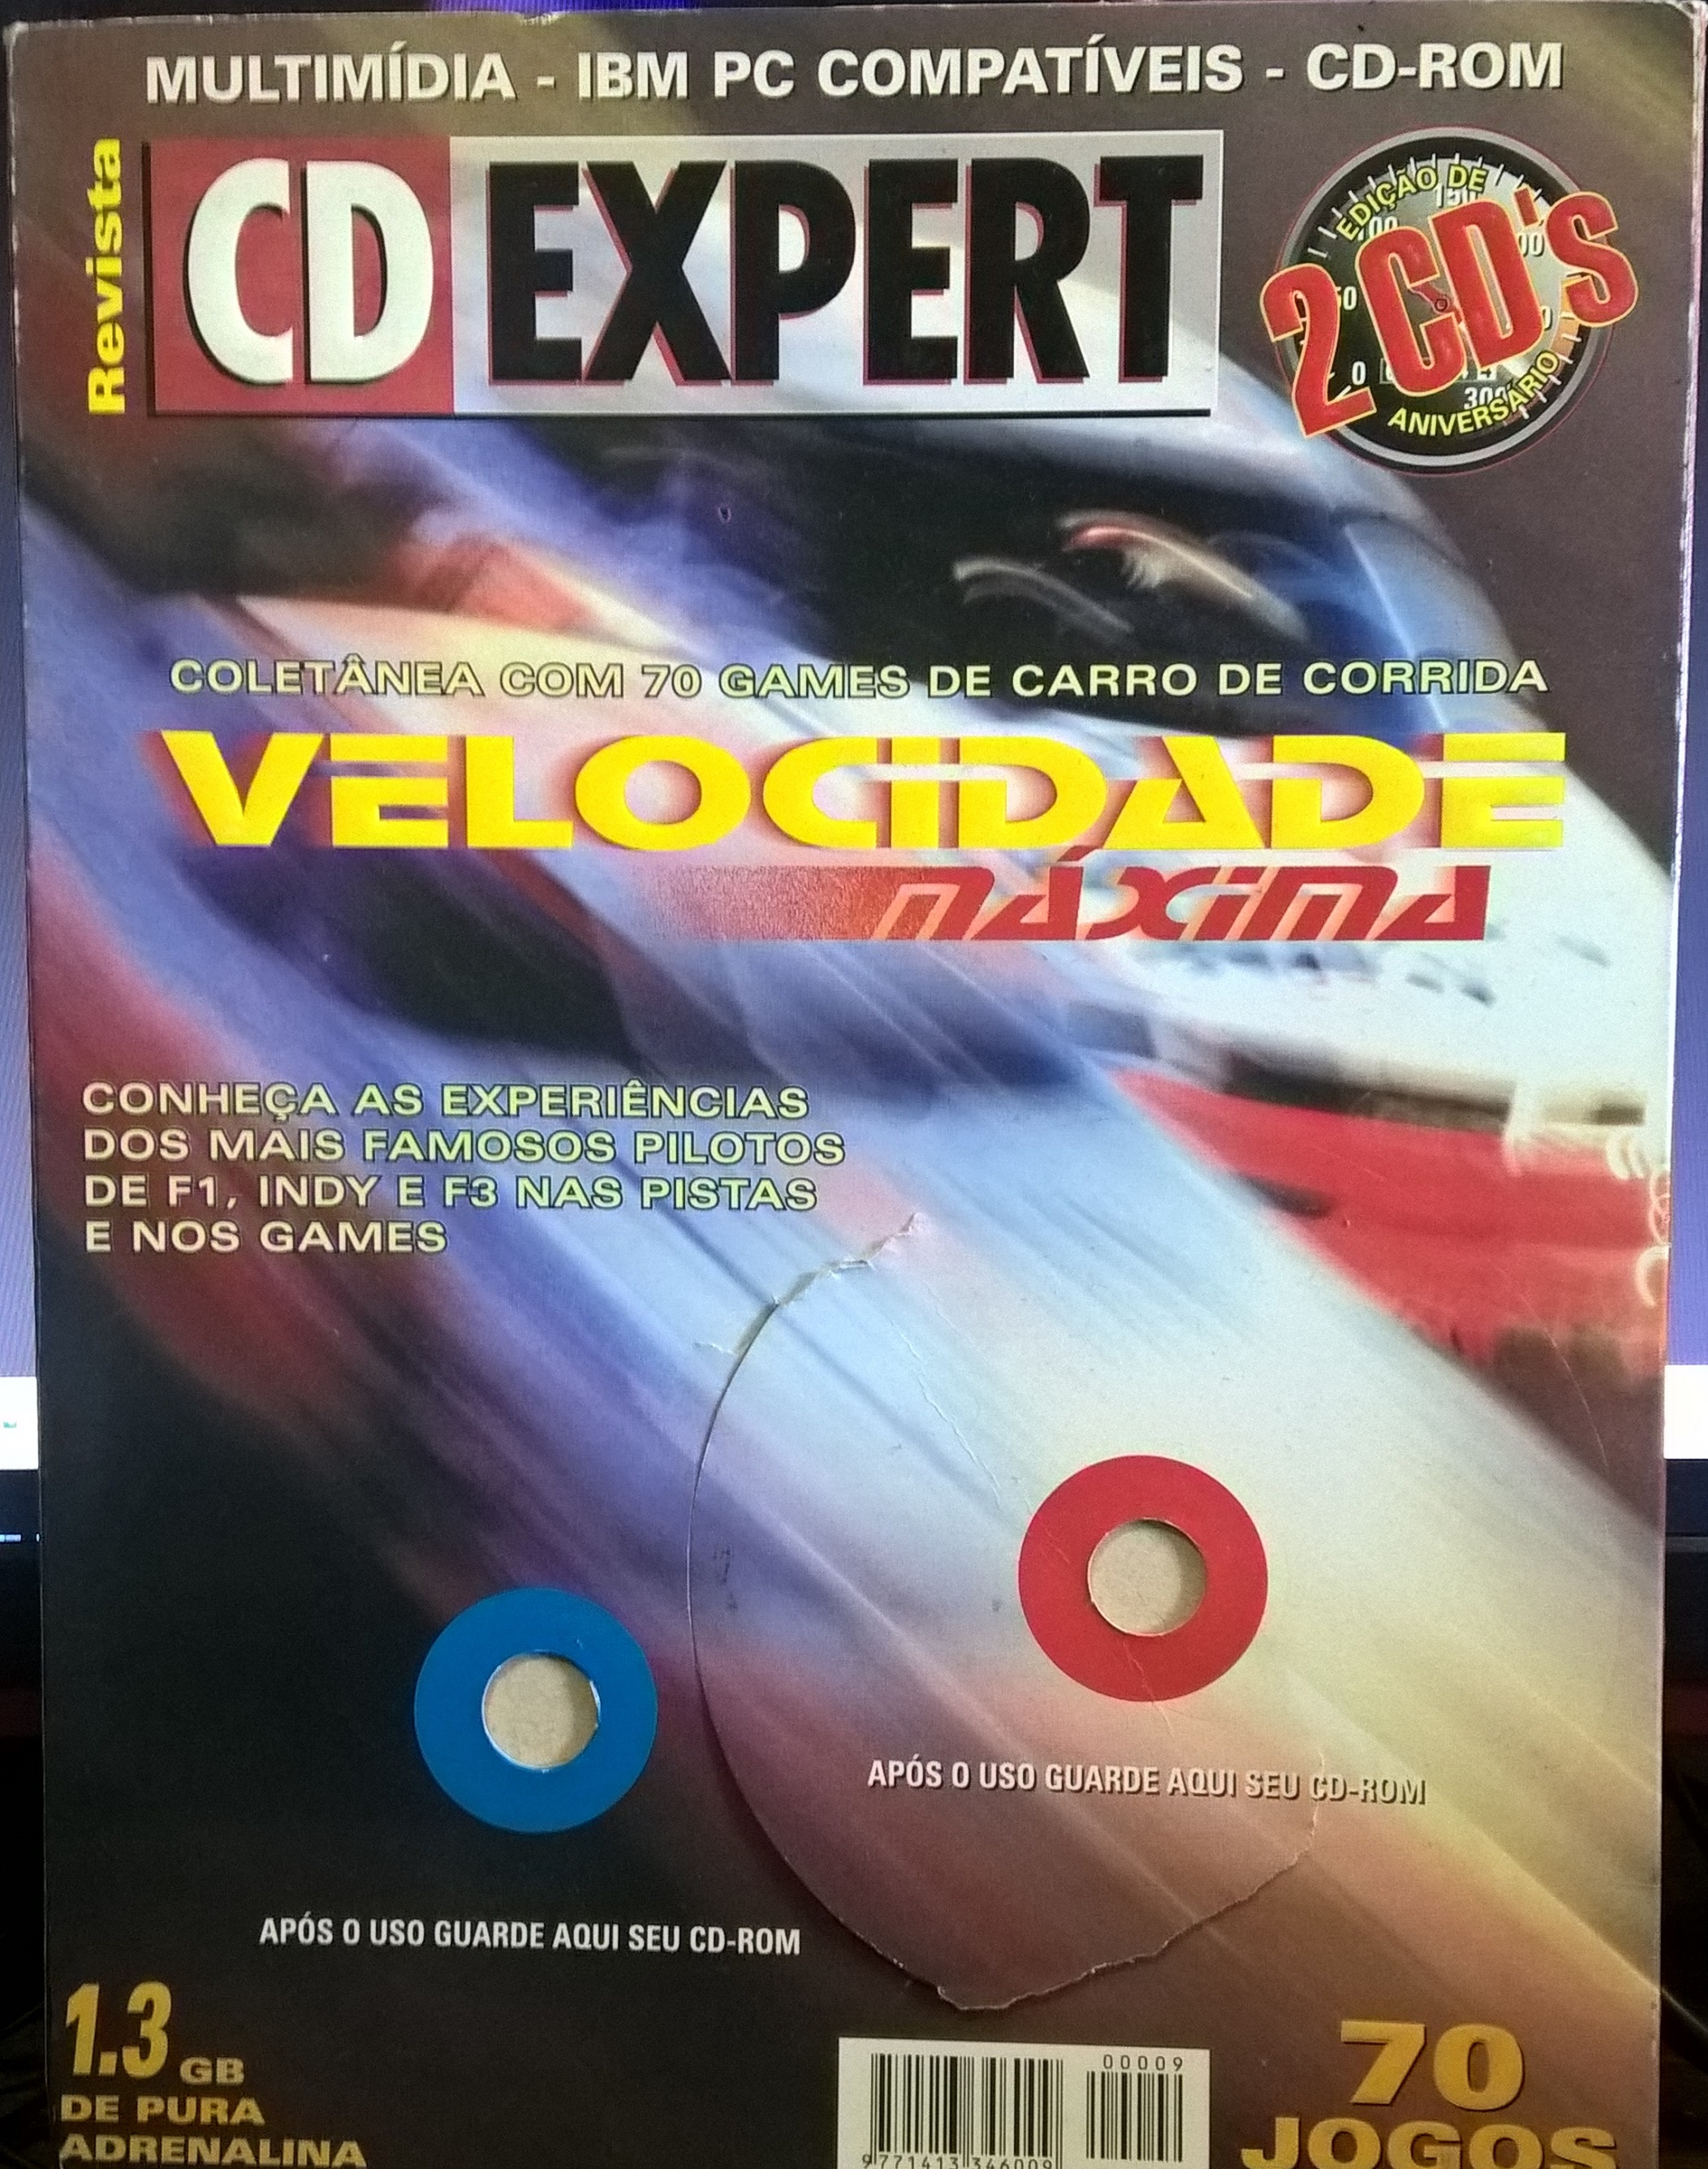 MULTIMÍDIA - IBM PC COMPATÍVEIS - CD-ROM
Revista
CD EXPERT
EDIÇÃO DE
2 CD's
ANIVERSÁRIO
COLETÂNEA COM 70 GAMES DE CARRO DE CORRIDA
VELOCIDADE
MÁXIMA
CONHEÇA AS EXPERIÊNCIAS
DOS MAIS FAMOSOS PILOTOS
DE F1, INDY E F3 NAS PISTAS
E NOS GAMES
APÓS O USO GUARDE AQUI SEU CD-ROM
APÓS O USO GUARDE AQUI SEU CD-ROM
1.3 GB
DE PURA
ADRENALINA
00009
9 771413 346009
70
JOGOS